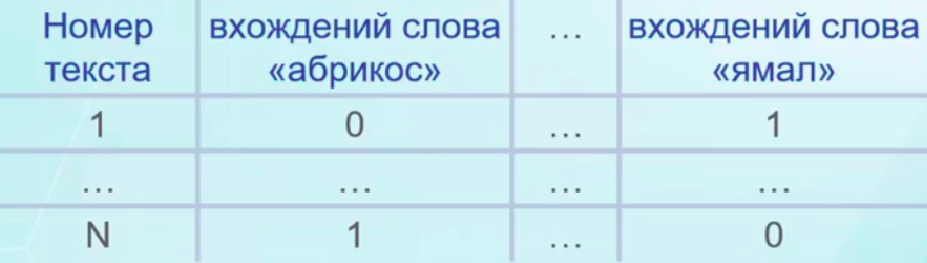 Номер текста вхождений слова «абрикос» ... вхождений слова «ямал»
1 0 ... 1
... ... ... ...
N 1 ... 0